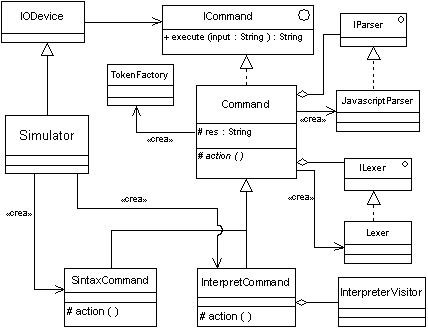 IODevice
ICommand
+ execute (input : String ) : String
IParser
TokenFactory
Command
JavascriptParser
«crea»
«crea»
# res : String
Simulator
# action ( )
ILexer
«crea»
«crea»
«crea»
Lexer
SintaxCommand
InterpretCommand
InterpreterVisitor
# action ( )
# action ( )